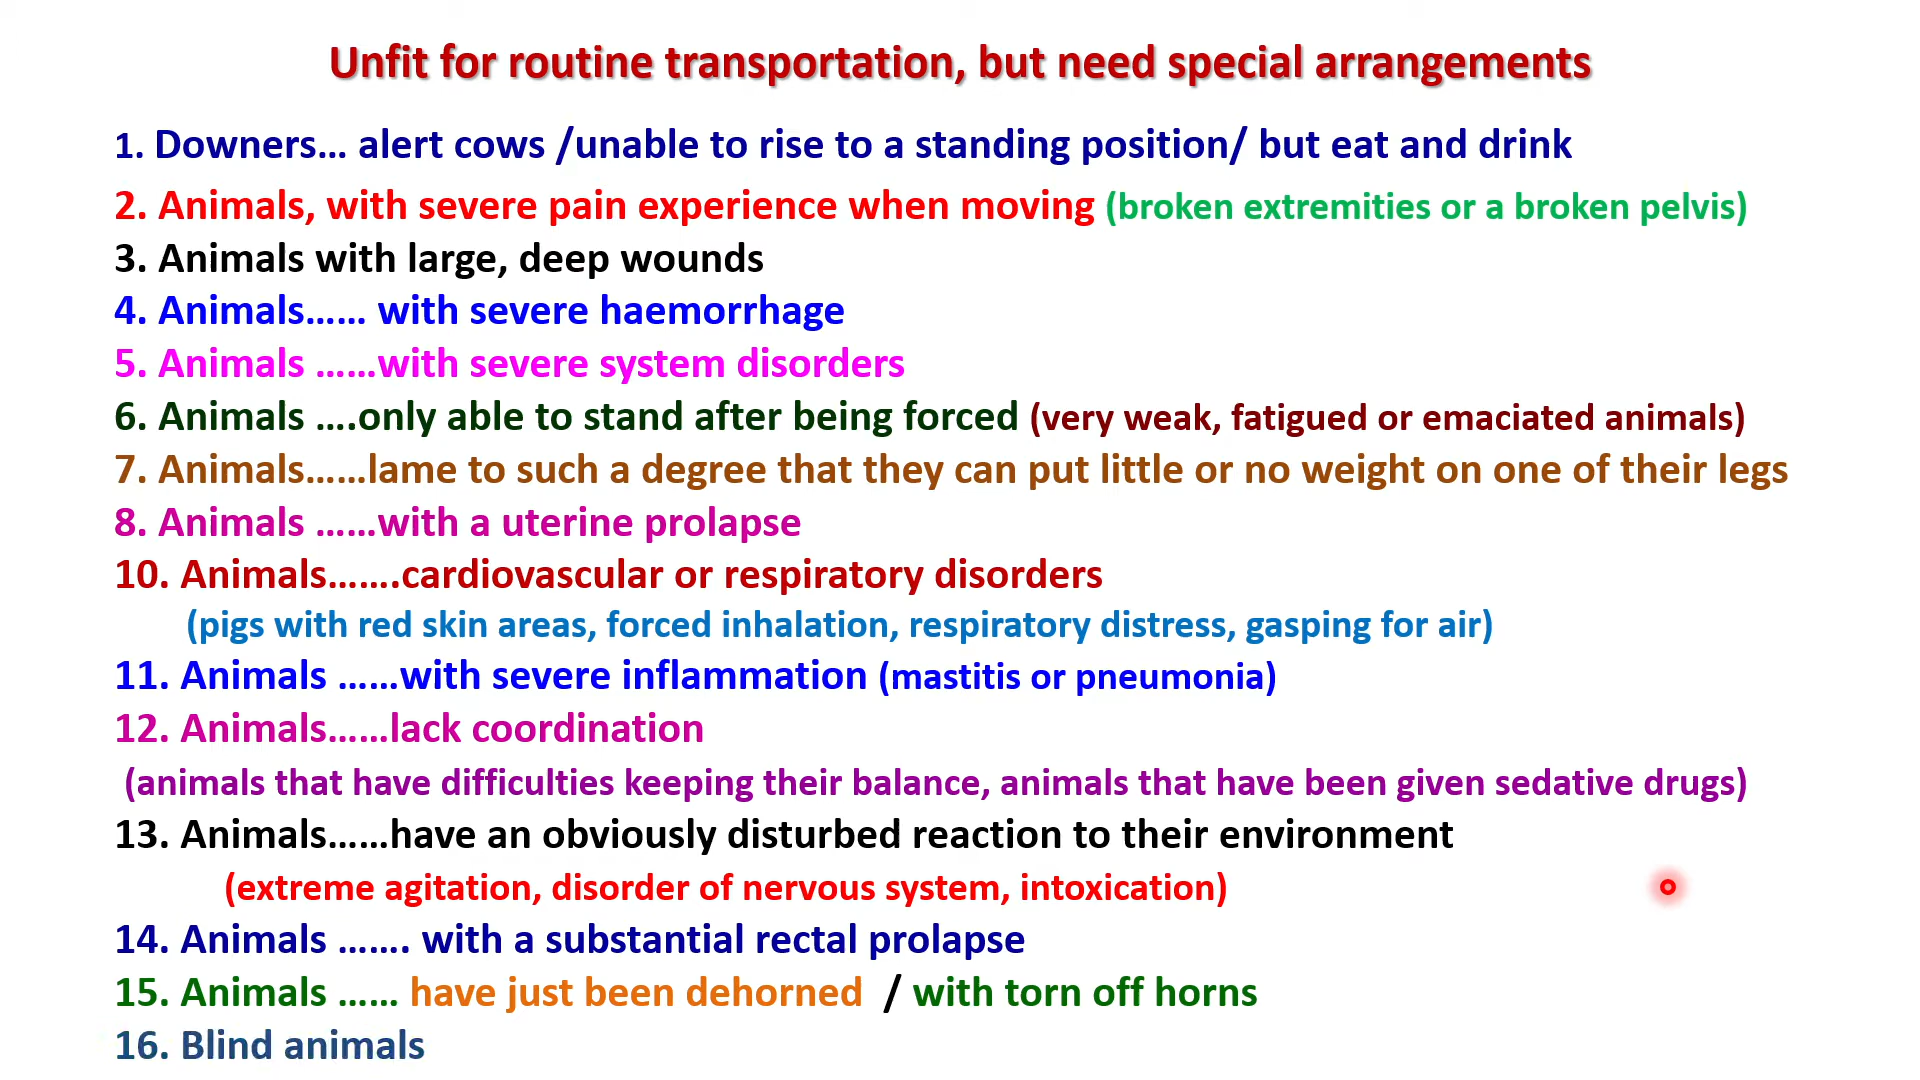 Unfit for routine transportation, but need special arrangements
1. Downers... alert cows /unable to rise to a standing position/ but eat and drink
2. Animals, with severe pain experience when moving (broken extremities or a broken pelvis)
3. Animals with large, deep wounds
4. Animals...... with severe haemorrhage
5. Animals ......with severe system disorders
6. Animals ....only able to stand after being forced (very weak, fatigued or emaciated animals)
7. Animals......lame to such a degree that they can put little or no weight on one of their legs
8. Animals ......with a uterine prolapse
10. Animals.......cardiovascular or respiratory disorders
(pigs with red skin areas, forced inhalation, respiratory distress, gasping for air)
11. Animals ......with severe inflammation (mastitis or pneumonia)
12. Animals......lack coordination
(animals that have difficulties keeping their balance, animals that have been given sedative drugs)
13. Animals......have an obviously disturbed reaction to their environment
(extreme agitation, disorder of nervous system, intoxication)
14. Animals ....... with a substantial rectal prolapse
15. Animals ...... have just been dehorned / with torn off horns
16. Blind animals